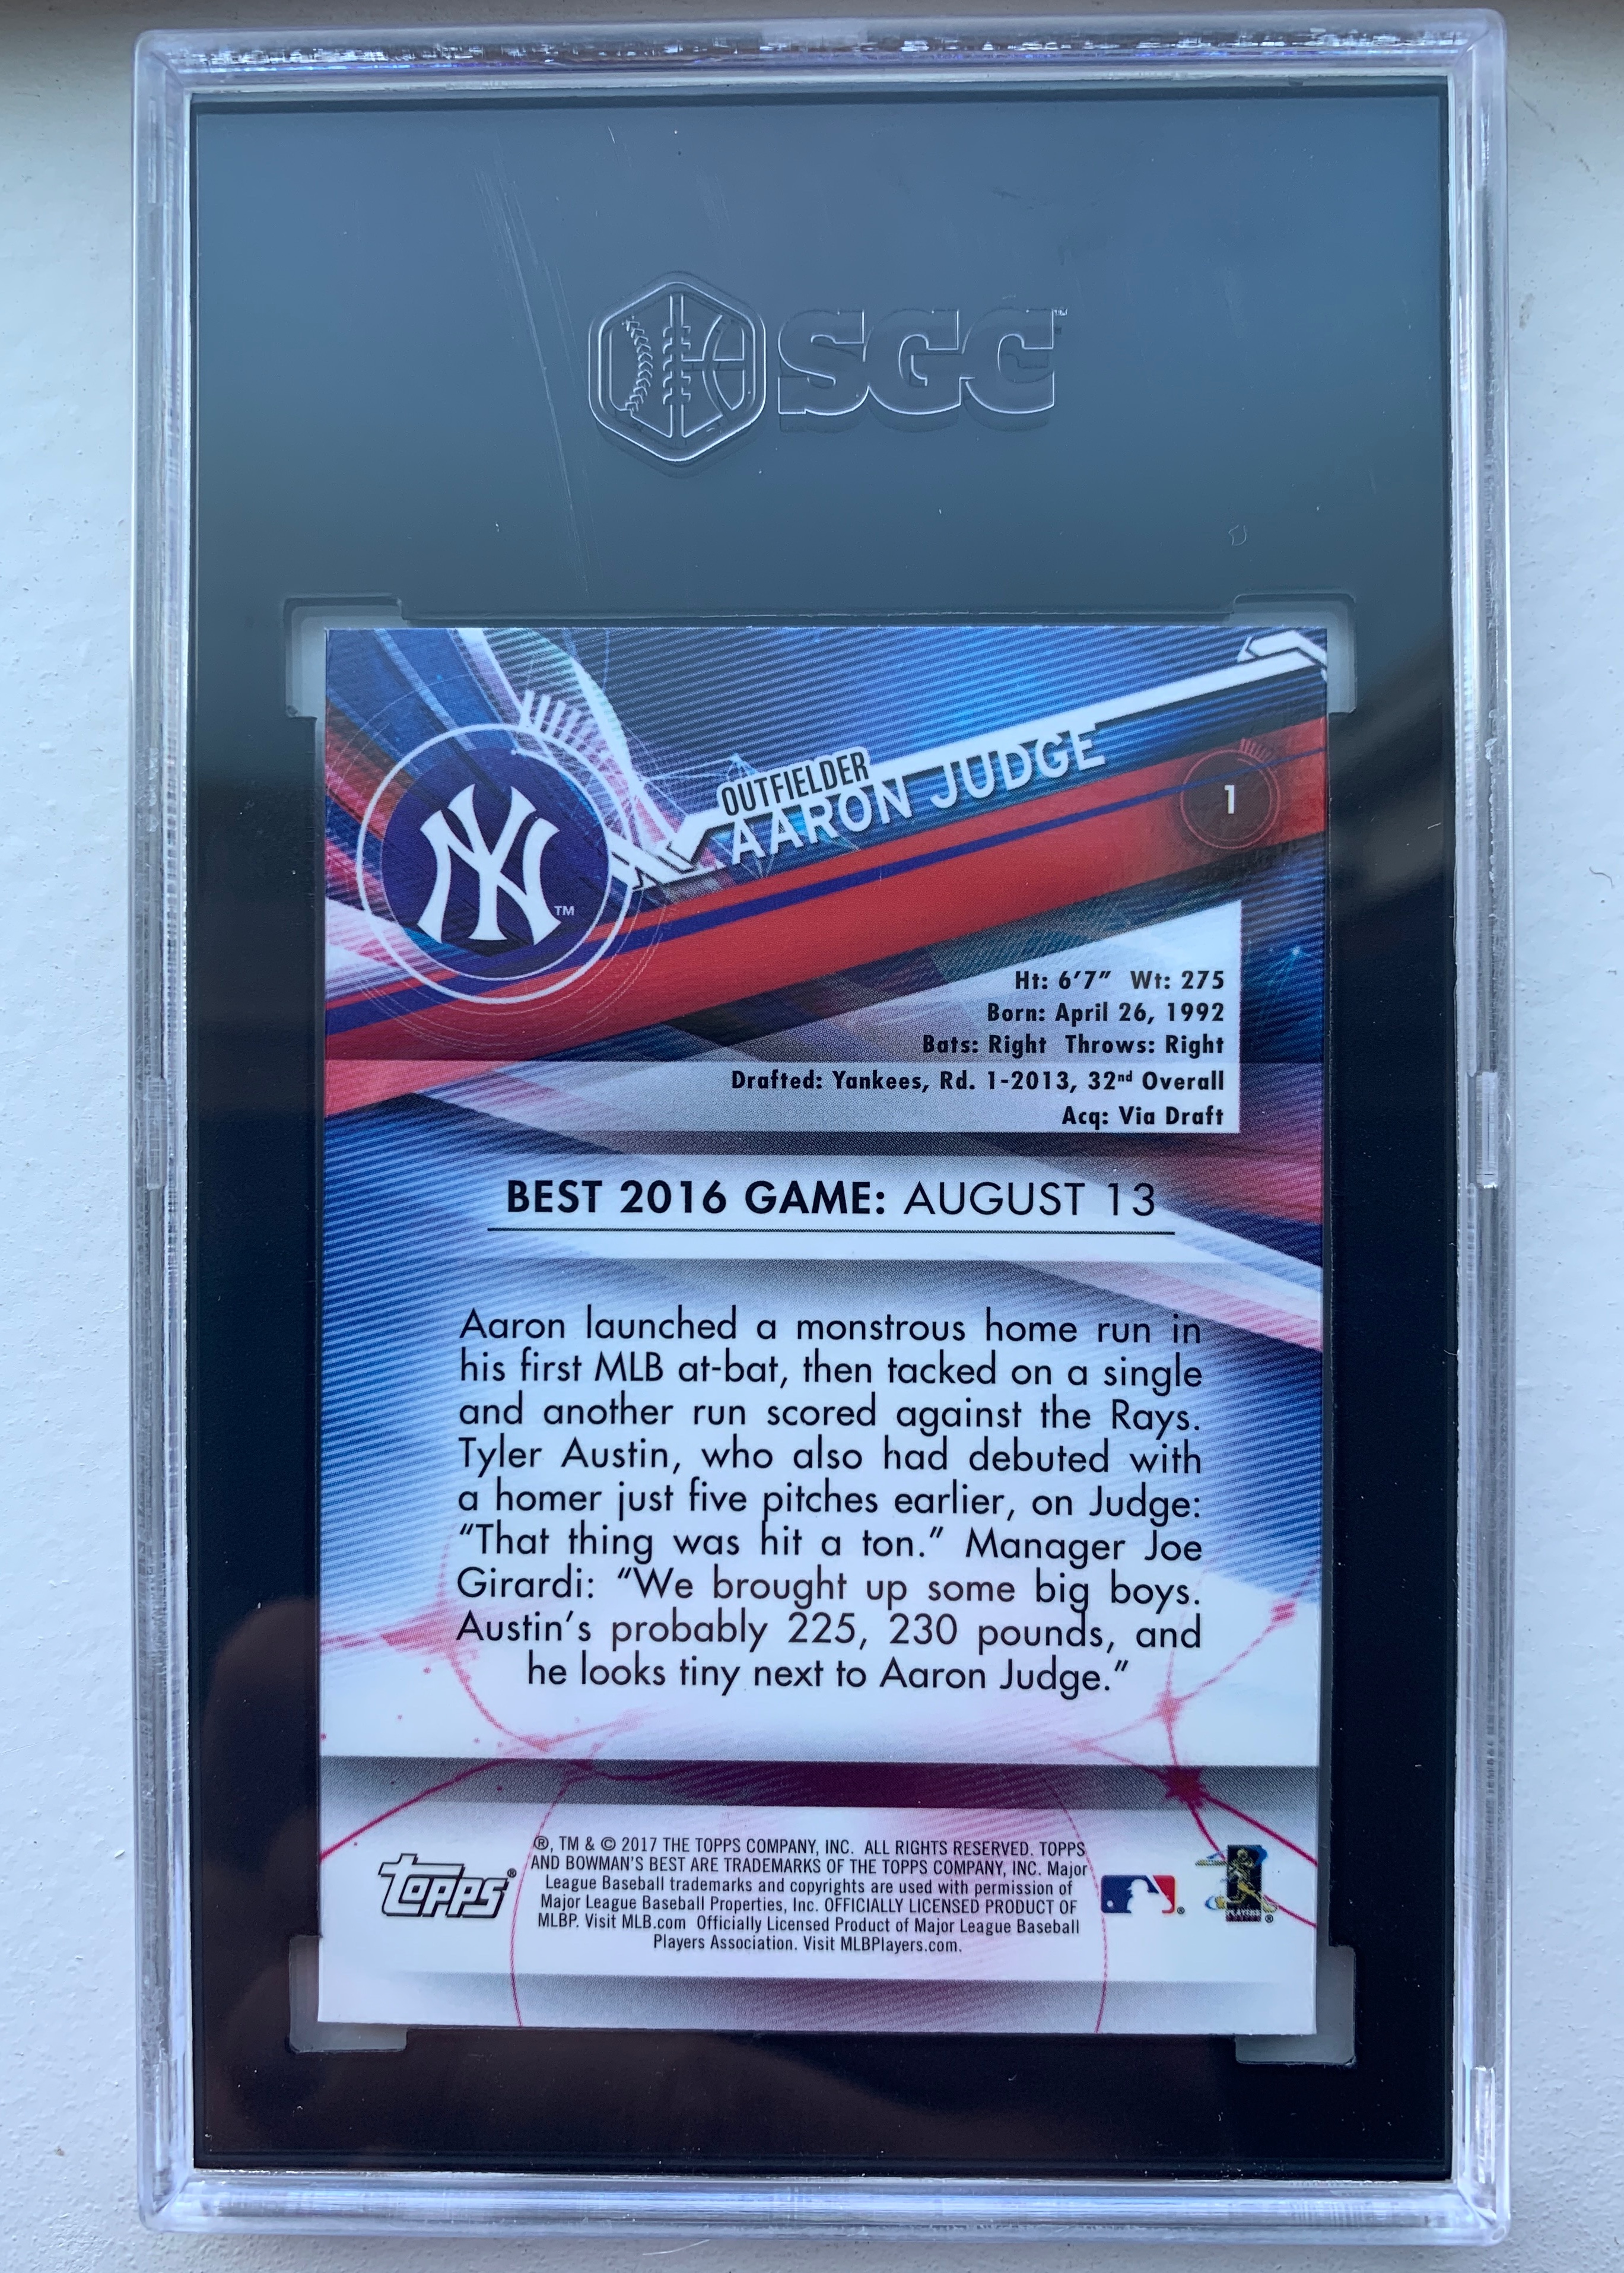 SGC
OUTFIELDER
AARON JUDGE
1
NY
TM
Ht: 6'7" Wt: 275
Born: April 26, 1992
Bats: Right Throws: Right
Drafted: Yankees, Rd. 1-2013, 32nd Overall
Acq: Via Draft
BEST 2016 GAME: AUGUST 13
Aaron launched a monstrous home run in
his first MLB at-bat, then tacked on a single
and another run scored against the Rays.
Tyler Austin, who also had debuted with
a homer just five pitches earlier, on Judge:
“That thing was hit a ton.” Manager Joe
Girardi: “We brought up some big boys.
Austin’s probably 225, 230 pounds, and
he looks tiny next to Aaron Judge.”
Topps®
®, TM & © 2017 THE TOPPS COMPANY, INC. ALL RIGHTS RESERVED. TOPPS
AND BOWMAN'S BEST ARE TRADEMARKS OF THE TOPPS COMPANY, INC. Major
League Baseball trademarks and copyrights are used with permission of
Major League Baseball Properties, Inc. OFFICIALLY LICENSED PRODUCT OF
MLBP. Visit MLB.com Officially Licensed Product of Major League Baseball
Players Association. Visit MLBPlayers.com.
®
PLAYERS
®